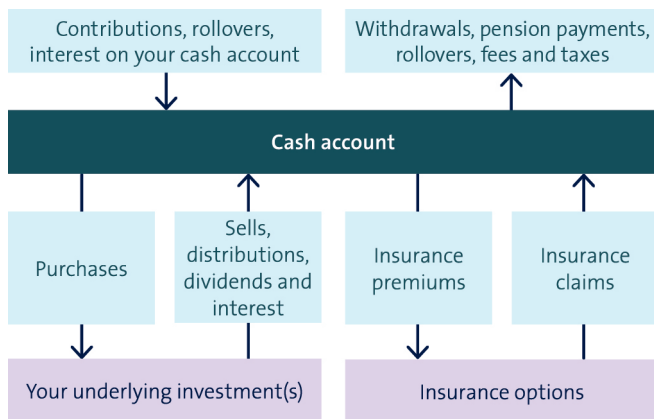 Contributions, rollovers,
interest on your cash account
Withdrawals, pension payments,
rollovers, fees and taxes
Cash account
Purchases
Sells,
distributions,
dividends and
interest
Insurance
premiums
Insurance
claims
Your underlying investment(s)
Insurance options